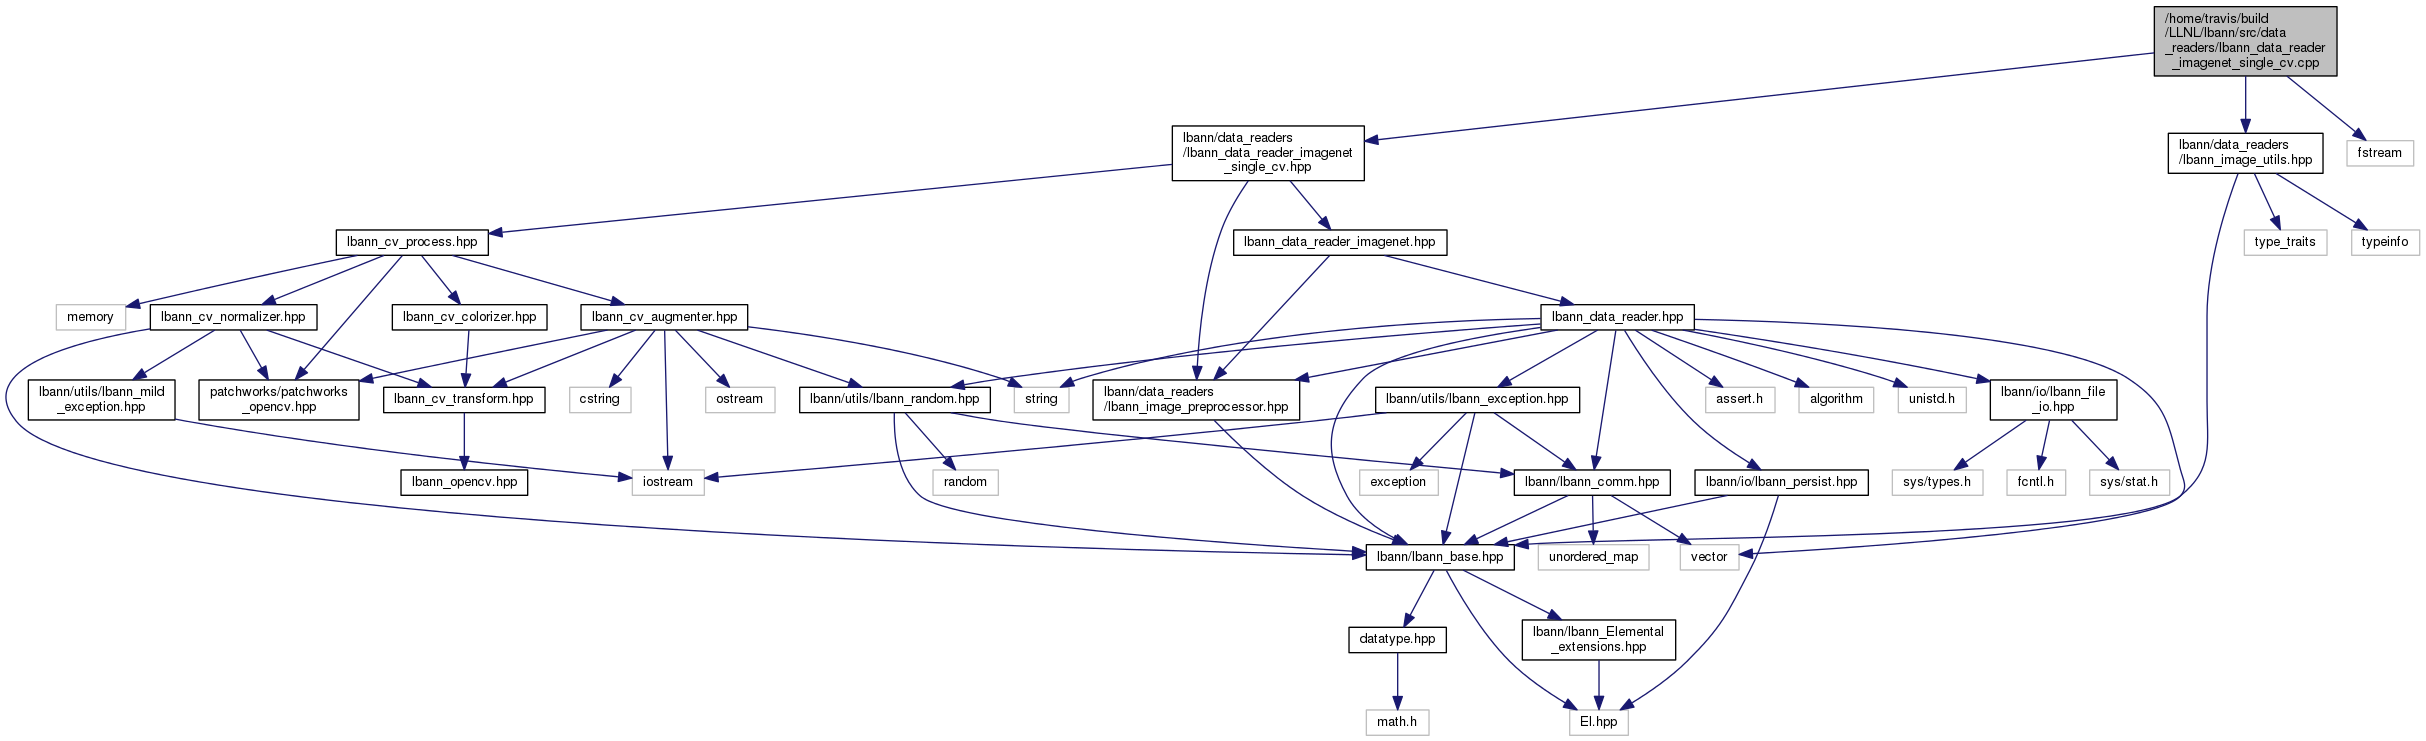 /home/travis/build
/LLNL/lbann/src/data
_readers/lbann_data_reader
_imagenet_single_cv.cpp
lbann/data_readers
/lbann_data_reader_imagenet
_single_cv.hpp
lbann/data_readers
/lbann_image_utils.hpp
fstream
lbann_cv_process.hpp
lbann_data_reader_imagenet.hpp
type_traits
typeinfo
memory
lbann_cv_normalizer.hpp
lbann_cv_colorizer.hpp
lbann_cv_augmenter.hpp
lbann_data_reader.hpp
lbann/utils/lbann_mild
_exception.hpp
patchworks/patchworks
_opencv.hpp
lbann_cv_transform.hpp
cstring
ostream
lbann/utils/lbann_random.hpp
string
lbann/data_readers
/lbann_image_preprocessor.hpp
lbann/utils/lbann_exception.hpp
assert.h
algorithm
unistd.h
lbann/io/lbann_file
_io.hpp
lbann_opencv.hpp
iostream
random
exception
lbann/lbann_comm.hpp
lbann/io/lbann_persist.hpp
sys/types.h
fcntl.h
sys/stat.h
lbann/lbann_base.hpp
unordered_map
vector
datatype.hpp
lbann/lbann_Elemental
_extensions.hpp
math.h
El.hpp